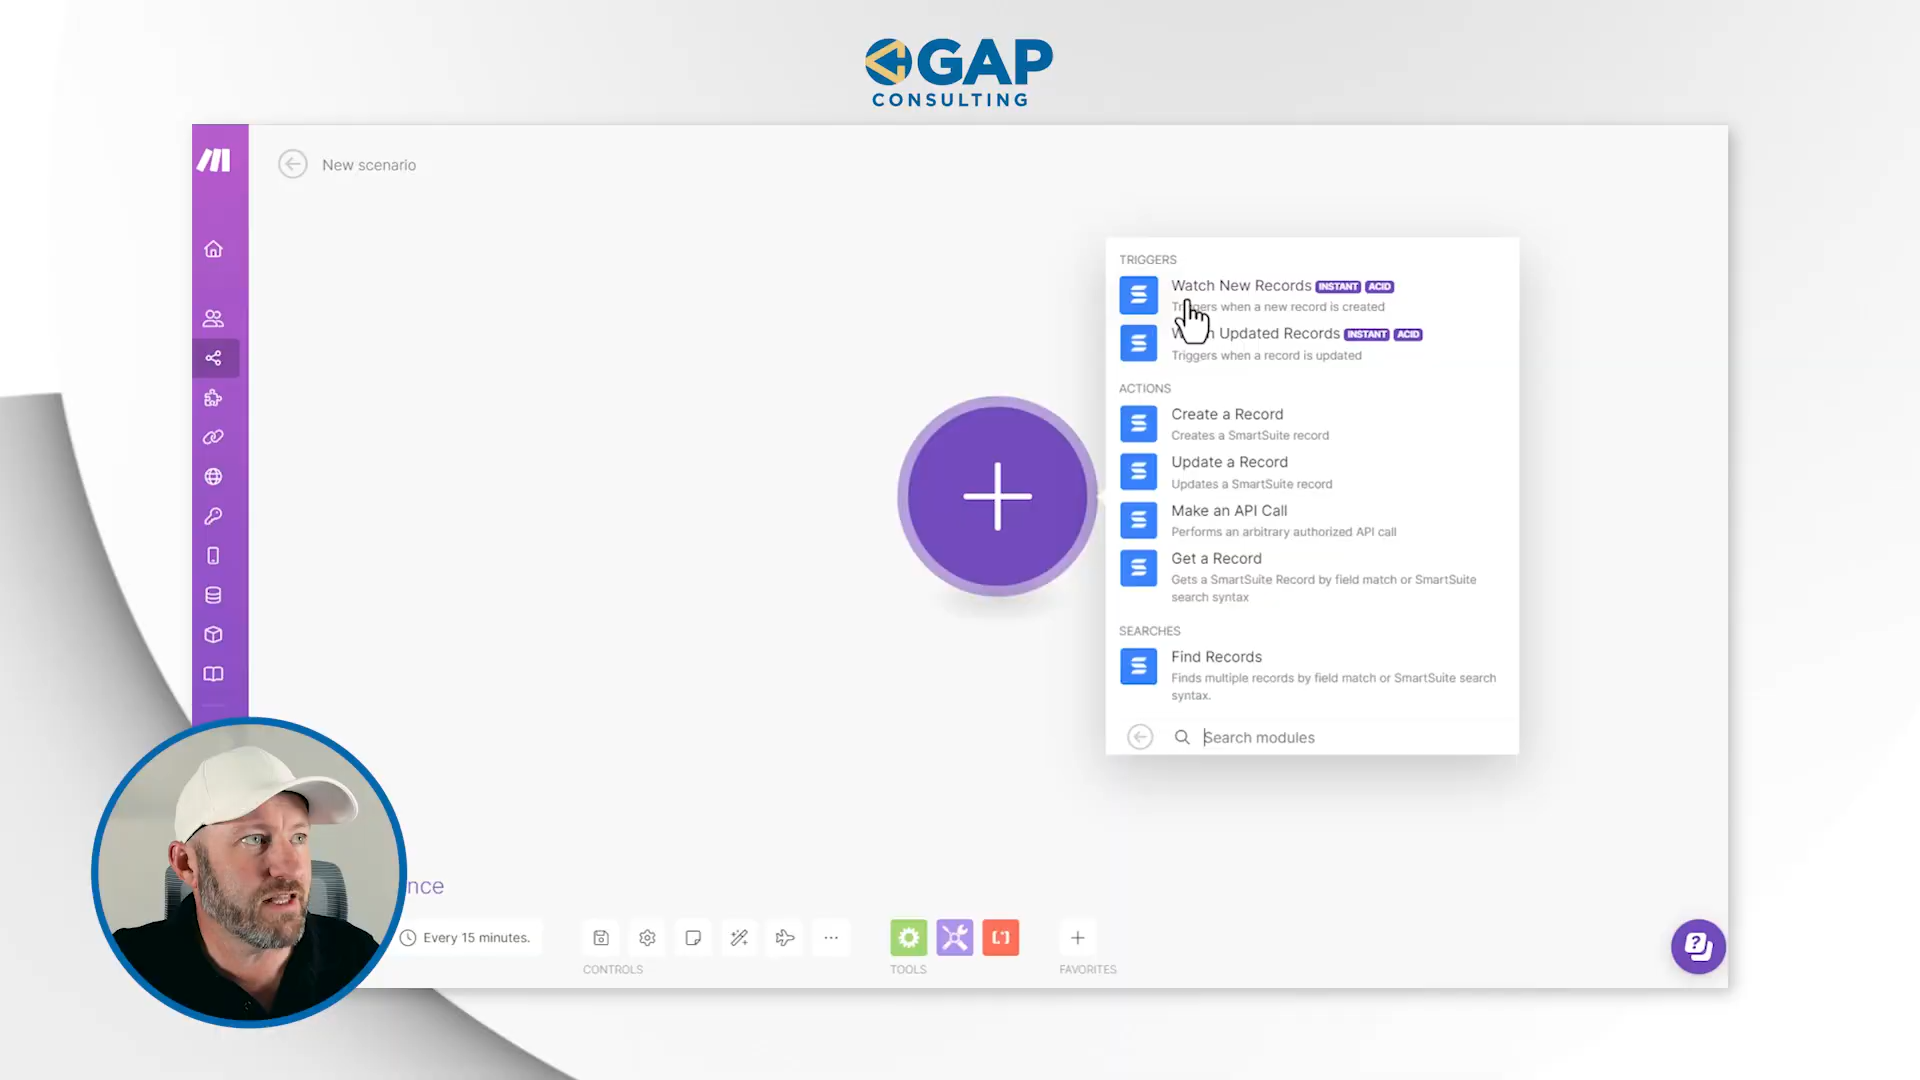 GAP
CONSULTING
New scenario
TRIGGERS
Watch New Records INSTANT ACID
Triggers when a new record is created
Updated Records INSTANT ACID
Triggers when a record is updated
ACTIONS
Create a Record
Creates a SmartSuite record
Update a Record
Updates a SmartSuite record
Make an API Call
Performs an arbitrary authorized API call
Get a Record
Gets a SmartSuite Record by field match or SmartSuite
search syntax
SEARCHES
Find Records
Finds multiple records by field match or SmartSuite search
syntax.
Search modules
nce
Every 15 minutes.
CONTROLS
TOOLS
FAVORITES